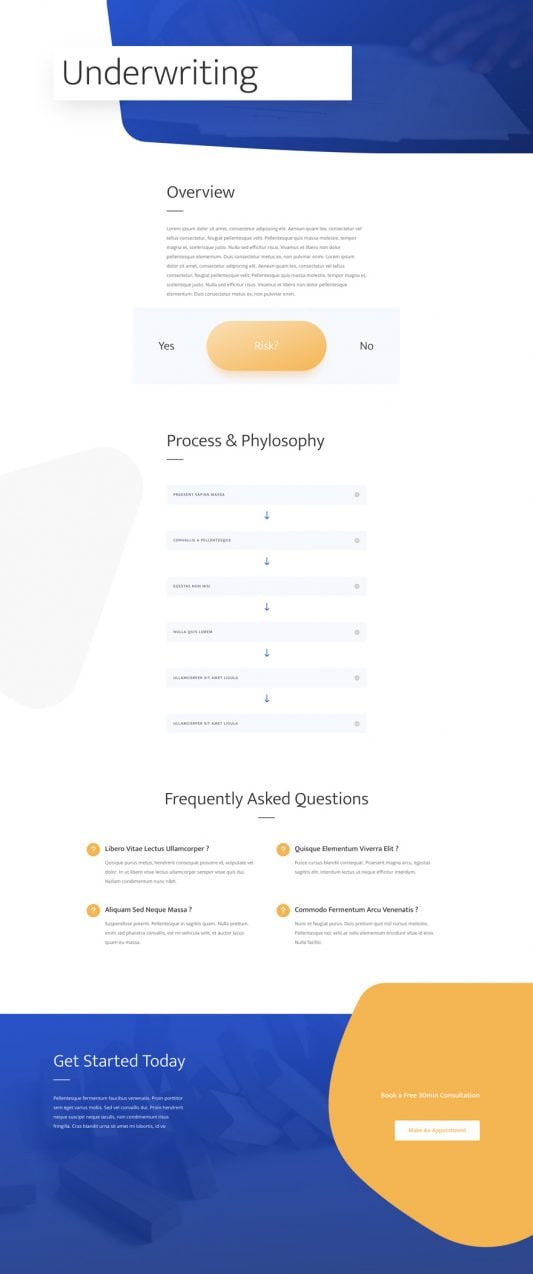 Underwriting
Overview
Lorem ipsum dolor sit amet, consectetur adipiscing elit. Aenean quam leo, consectetur vel
tellus consectetur, feugiat pellentesque velit. Pellentesque quis massa molestie, tempor
magna et, scelerisque justo. Nulla sed efficitur risus. Vivamus et libero non dolor
pellentesque elementum. Duis consectetur metus ex, non pulvinar enim. Lorem ipsum
dolor sit amet, consectetur adipiscing elit. Aenean quam leo, consectetur vel tellus
consectetur, feugiat pellentesque velit. Pellentesque quis massa molestie, tempor magna et,
scelerisque justo. Nulla sed efficitur risus. Vivamus et libero non dolor pellentesque
elementum. Duis consectetur metus ex, non pulvinar enim.
Yes
Risk?
No
Process & Phylosophy
PRAESENT SAPIEN MASSA
CONVALLIS A PELLENTESQUE
EGESTAS NON NISI
NULLA QUIS LOREM
ULLAMCORPER SIT AMET LIGULA
ULLAMCORPER SIT AMET LIGULA
Frequently Asked Questions
Libero Vitae Lectus Ullamcorper ?
Quisque purus metus, hendrerit consequat posuere id, vulputate vel
dolor. In ut libero vitae lectus ullamcorper semper vitae quis dui.
Nullam condimentum nunc nibh.
Quisque Elementum Viverra Elit ?
Fusce cursus blandit consequat. Praesent magna arcu, egestas
sagittis elit. Interdum lectus ut neque efficitur interdum.
Aliquam Sed Neque Massa ?
Suspendisse potenti. Pellentesque in sagittis quam. Nulla pretium,
enim sed pharetra convallis, est mi vehicula velit, et auctor lacus
quam eu massa.
Commodo Fermentum Arcu Venenatis ?
Nunc et feugiat purus. Duis pretium quis nisl cursus molestie.
Pellentesque nec velit ac odio elementum tincidunt vitae id eros.
Nulla facilisi.
Get Started Today
Pellentesque fermentum faucibus venenatis. Proin porttitor
sem eget varius mollis. Sed vel convallis dui. Proin hendrerit
neque suscipit neque iaculis, non condimentum risus
fringilla. Cras blandit urna sit amet mi lobortis, id ve
Book a Free 30min Consultation
Make An Appointment